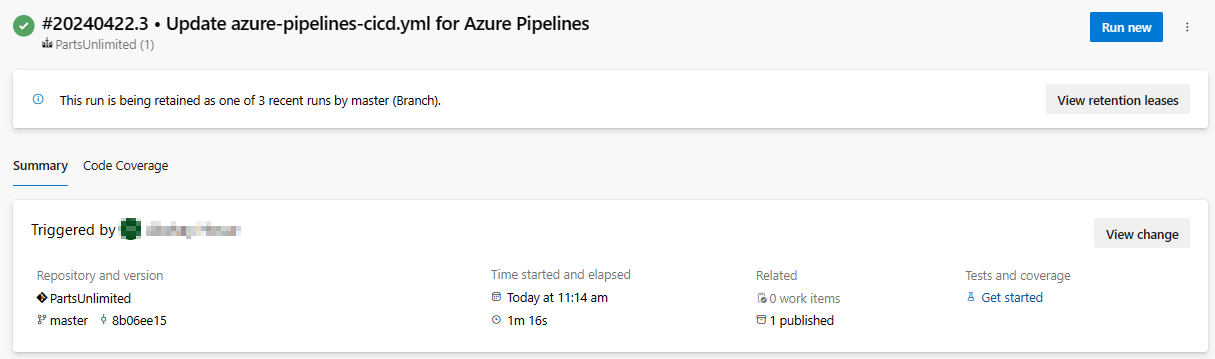 #20240422.3 • Update azure-pipelines-cicd.yml for Azure Pipelines
Run new
PartsUnlimited (1)
This run is being retained as one of 3 recent runs by master (Branch).
View retention leases
Summary
Code Coverage
Triggered by
View change
Repository and version
Time started and elapsed
Related
Tests and coverage
PartsUnlimited
Today at 11:14 am
0 work items
Get started
master
8b06ee15
1m 16s
1 published